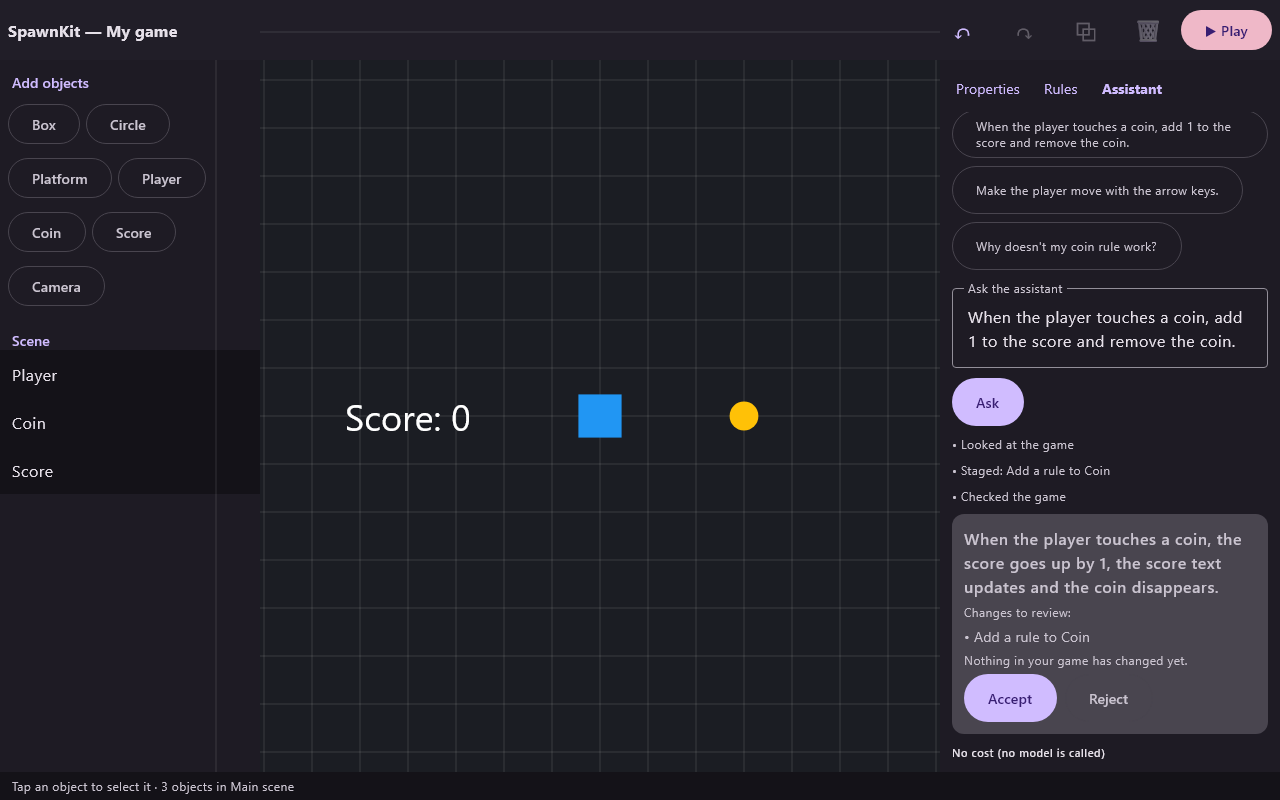 SpawnKit — My game
▶ Play
Add objects
Box
Circle
Platform
Player
Coin
Score
Camera
Scene
Player
Coin
Score
Score: 0
Properties
Rules
Assistant
When the player touches a coin, add 1 to the
score and remove the coin.
Make the player move with the arrow keys.
Why doesn't my coin rule work?
Ask the assistant
When the player touches a coin, add
1 to the score and remove the coin.
Ask
• Looked at the game
• Staged: Add a rule to Coin
• Checked the game
When the player touches a coin, the
score goes up by 1, the score text
updates and the coin disappears.
Changes to review:
• Add a rule to Coin
Nothing in your game has changed yet.
Accept
Reject
No cost (no model is called)
Tap an object to select it · 3 objects in Main scene